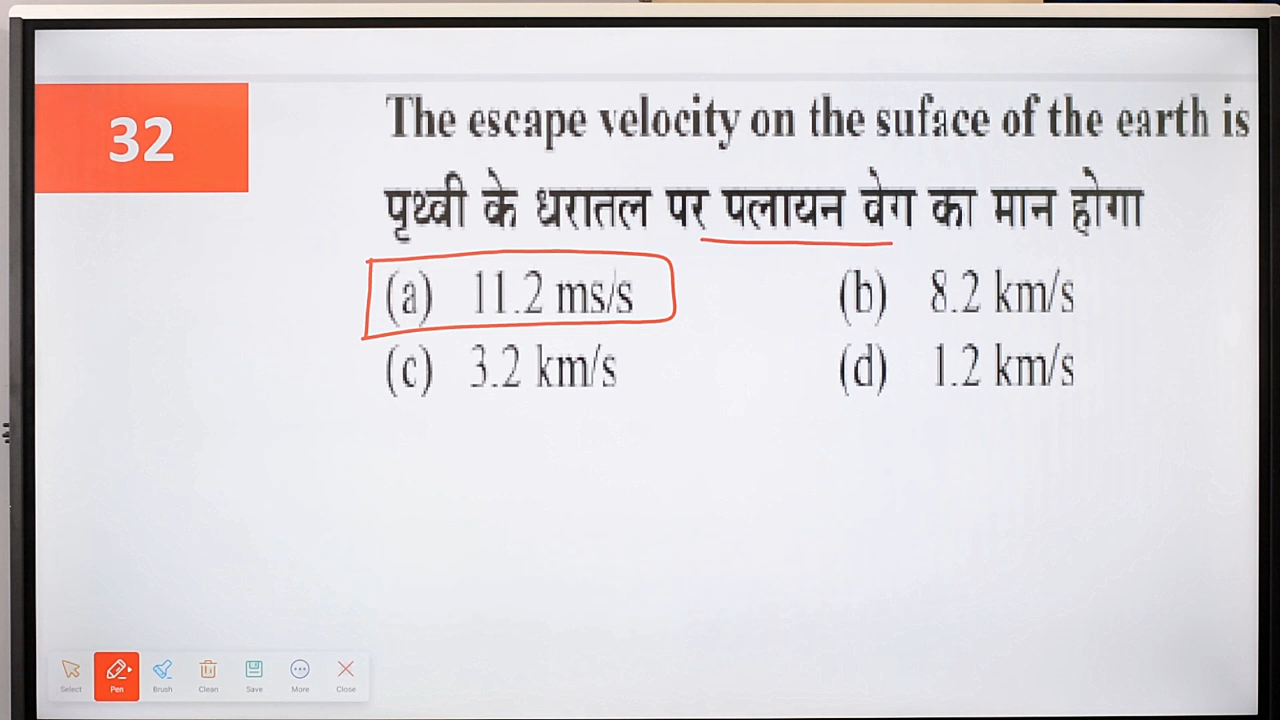 32
The escape velocity on the suface of the earth is
पृथ्वी के धरातल पर पलायन वेग का मान होगा
(a) 11.2 ms/s (b) 8.2 km/s
(c) 3.2 km/s (d) 1.2 km/s
Select Pen Brush Clean Save More Close